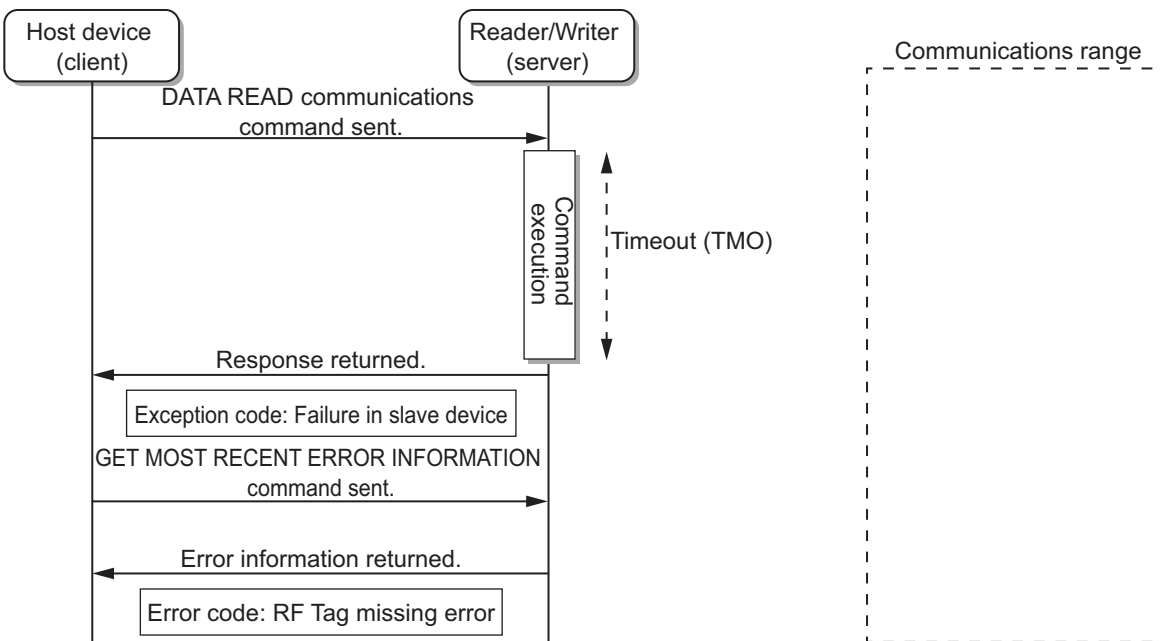 Host device
(client)
Reader/Writer
(server)
Communications range
DATA READ communications
command sent.
Command
execution
Timeout (TMO)
Response returned.
Exception code: Failure in slave device
GET MOST RECENT ERROR INFORMATION
command sent.
Error information returned.
Error code: RF Tag missing error